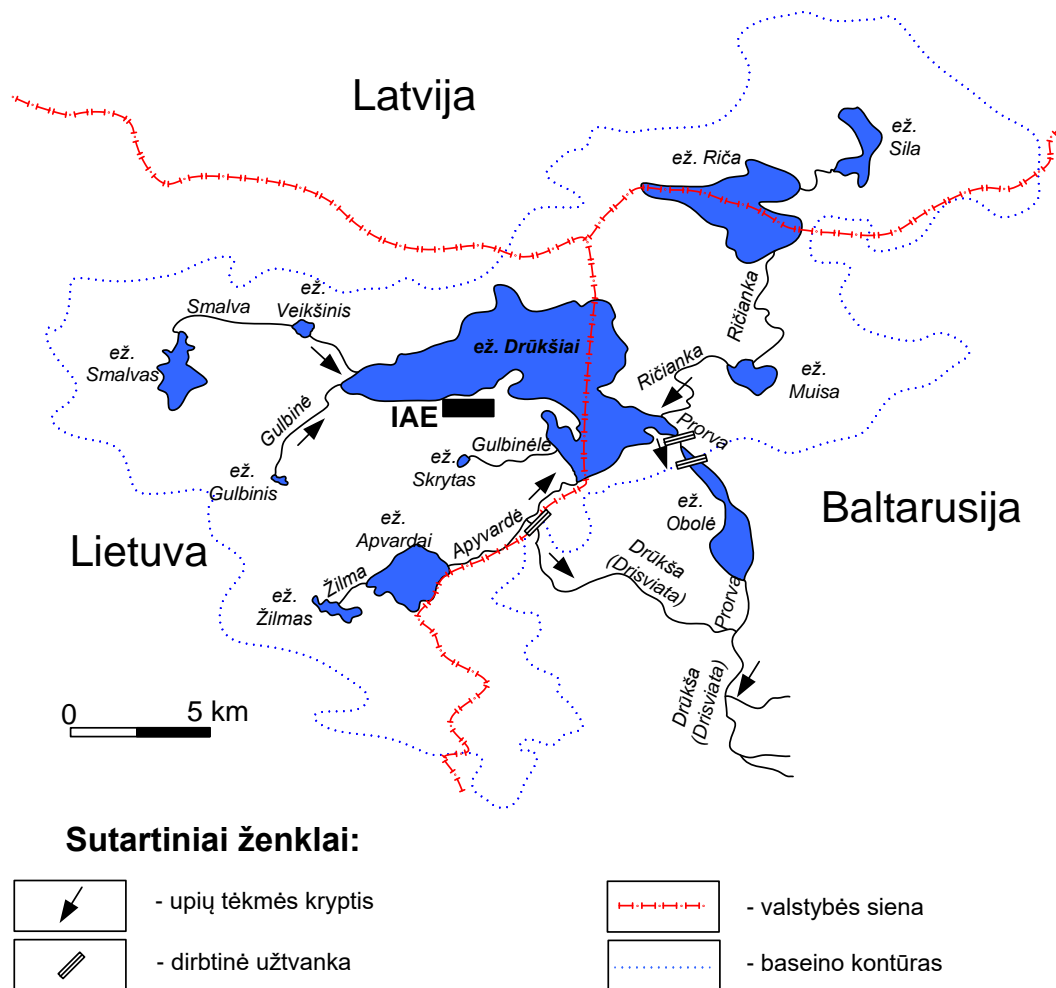 Latvija
ež.
Sila
ež. Riča
Smalva
ež.
Veikšinis
Ričianka
ež.
Smalvas
ež. Drūkšiai
Ričianka
ež.
Muisa
Gulbinė
IAE
Prorva
Gulbinėlė
ež.
Skrytas
ež.
Gulbinis
ež.
Obolė
Baltarusija
Lietuva
ež.
Apvardai
Apyvardė
Drūkša
(Drisviata)
Žilma
ež.
Žilmas
Prorva
Drūkša
(Drisviata)
0
5 km
Sutartiniai ženklai:
- upių tėkmės kryptis
- valstybės siena
- dirbtinė užtvanka
- baseino kontūras